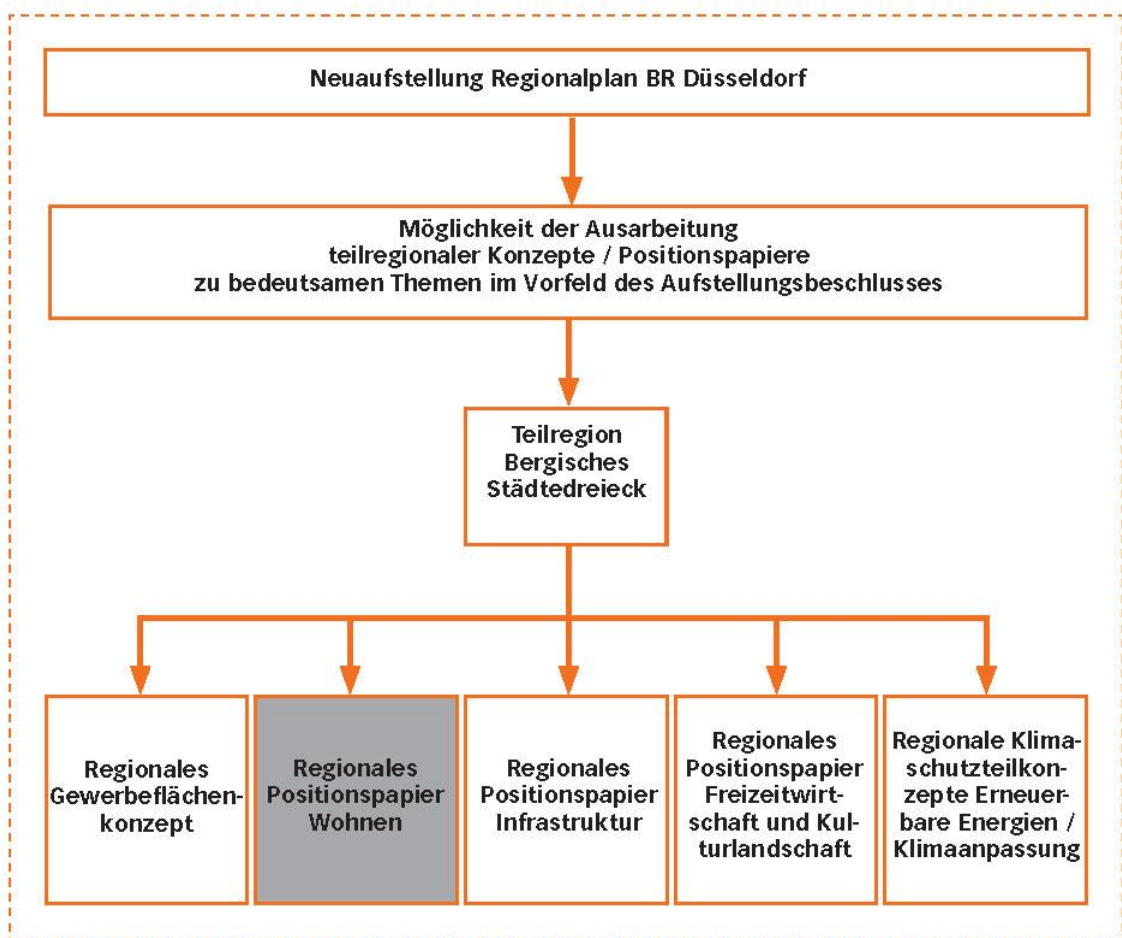 Neuaufstellung Regionalplan BR Düsseldorf
Möglichkeit der Ausarbeitung
teilregionaler Konzepte / Positionspapiere
zu bedeutsamen Themen im Vorfeld des Aufstellungsbeschlusses
Teilregion
Bergisches
Städtedreieck
Regionales
Gewerbeflächen-
konzept
Regionales
Positionspapier
Wohnen
Regionales
Positionspapier
Infrastruktur
Regionales
Positionspapier
Freizeitwirt-
schaft und Kul-
turlandschaft
Regionale Klima-
schutzteilkon-
zepte Erneuer-
bare Energien /
Klimaanpassung